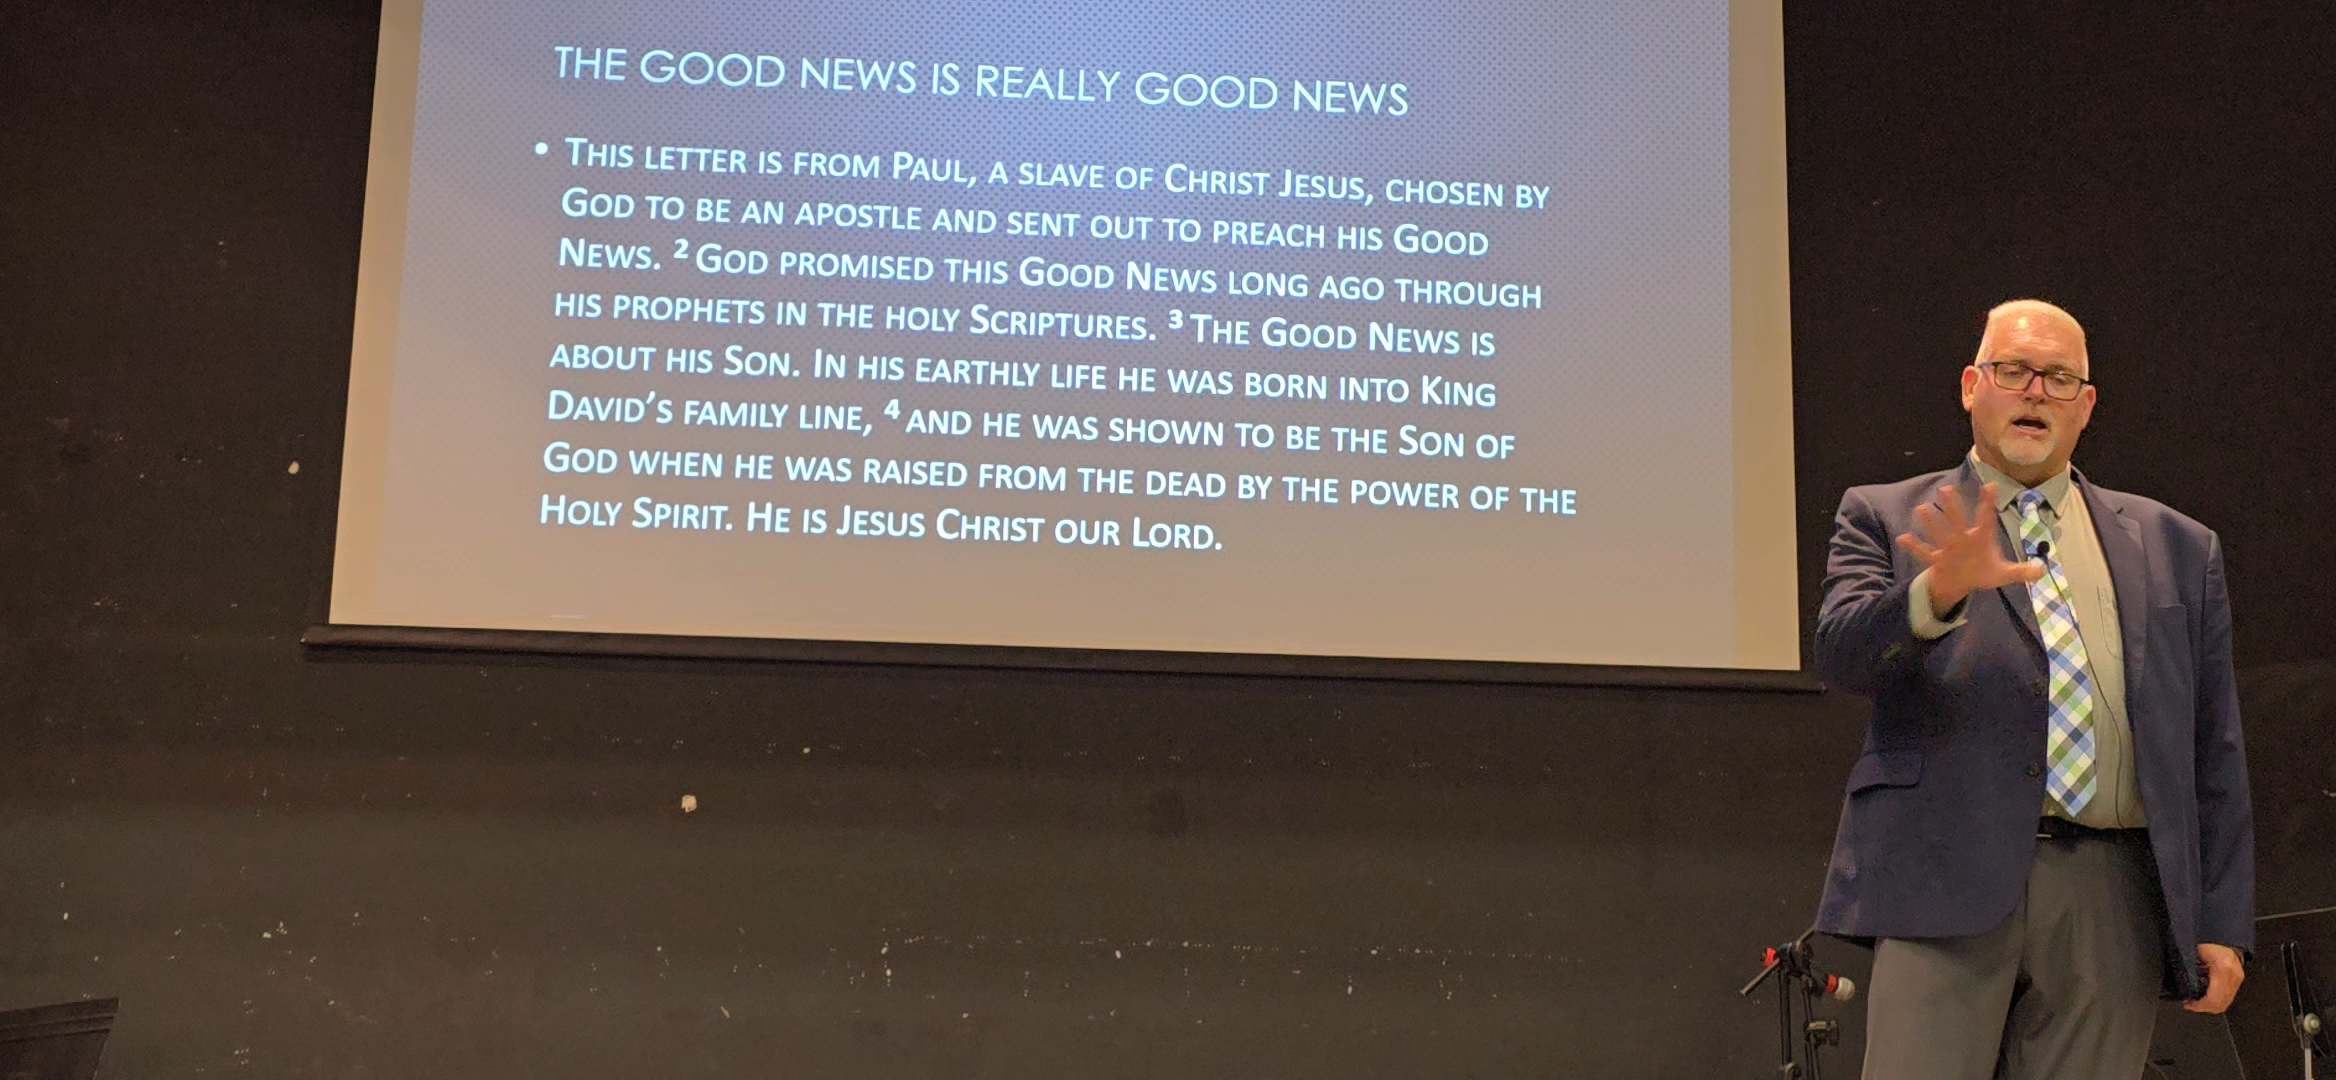 THE GOOD NEWS IS REALLY GOOD NEWS
• THIS LETTER IS FROM PAUL, A SLAVE OF CHRIST JESUS, CHOSEN BY
GOD TO BE AN APOSTLE AND SENT OUT TO PREACH HIS GOOD
NEWS. ² GOD PROMISED THIS GOOD NEWS LONG AGO THROUGH
HIS PROPHETS IN THE HOLY SCRIPTURES. ³ THE GOOD NEWS IS
ABOUT HIS SON. IN HIS EARTHLY LIFE HE WAS BORN INTO KING
DAVID’S FAMILY LINE, ⁴ AND HE WAS SHOWN TO BE THE SON OF
GOD WHEN HE WAS RAISED FROM THE DEAD BY THE POWER OF THE
HOLY SPIRIT. HE IS JESUS CHRIST OUR LORD.